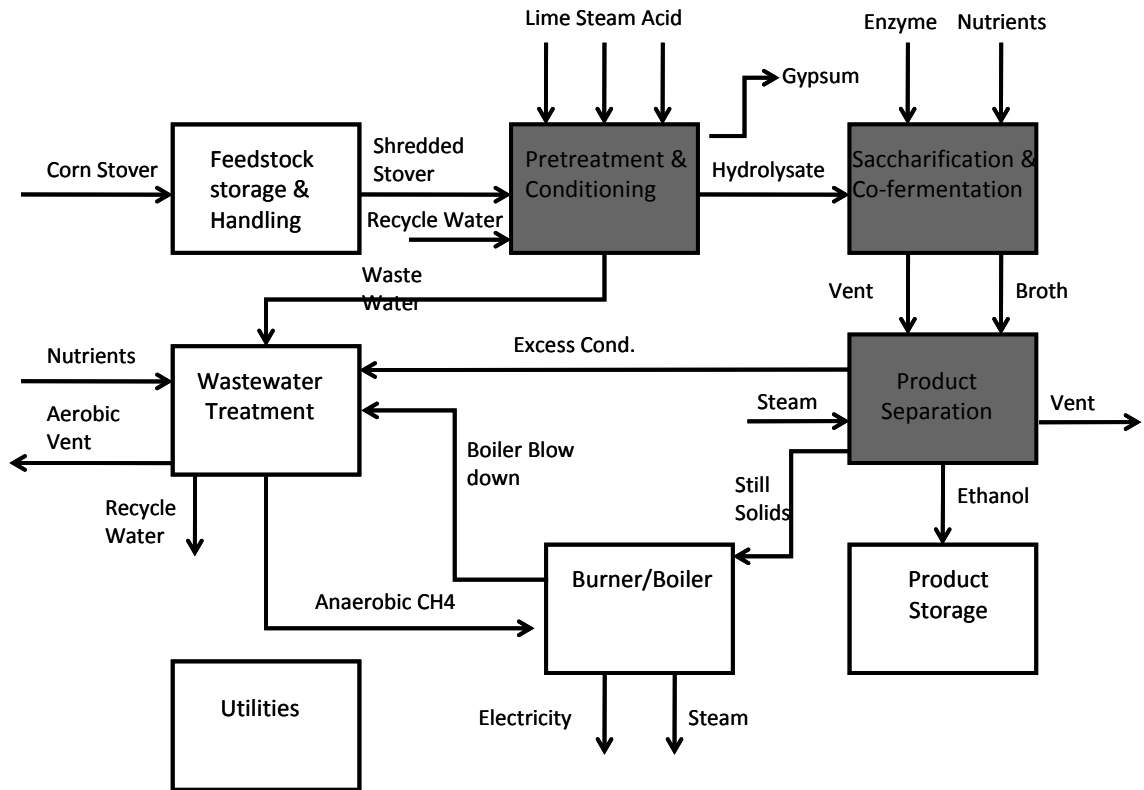 Lime Steam Acid
Enzyme
Nutrients
Gypsum
Corn Stover
Feedstock
storage &
Handling
Shredded
Stover
Recycle Water
Pretreatment &
Conditioning
Hydrolysate
Saccharification &
Co-fermentation
Waste
Water
Vent
Broth
Nutrients
Aerobic
Vent
Wastewater
Treatment
Excess Cond.
Steam
Product
Separation
Vent
Boiler Blow
down
Still
Solids
Ethanol
Recycle
Water
Anaerobic CH4
Burner/Boiler
Product
Storage
Utilities
Electricity
Steam